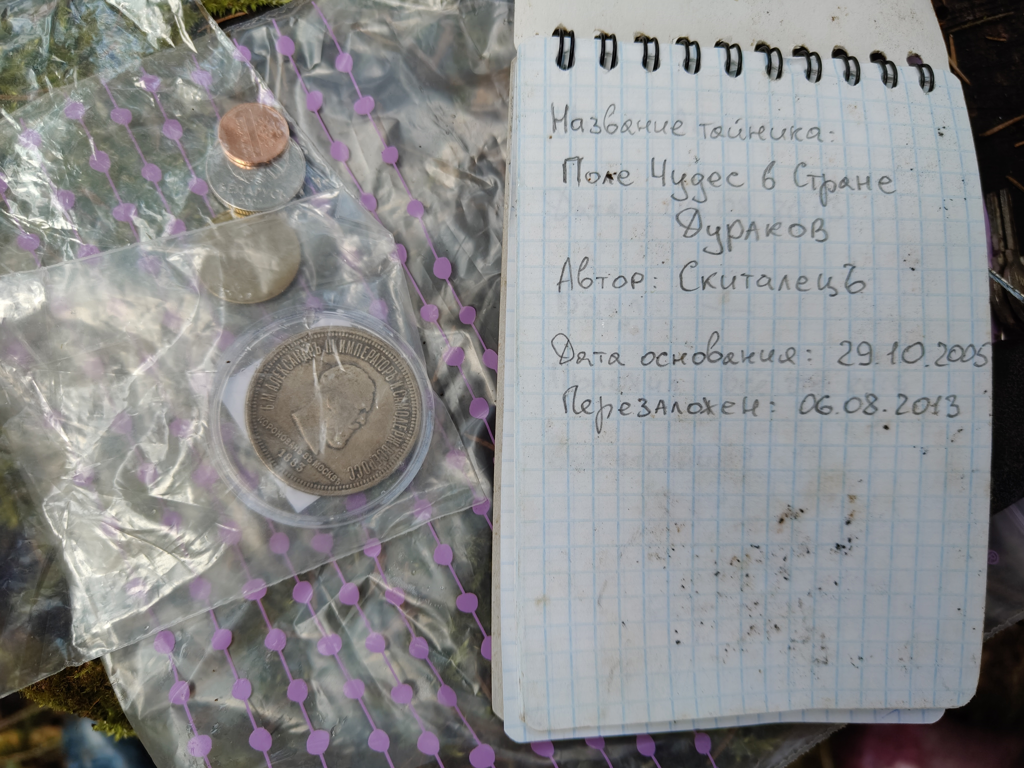 Название тайника:
Поле Чудес в Стране
Дураков
Автор: Скиталецъ
Дата основания: 29.10.2005
Перезаложен: 06.08.2013